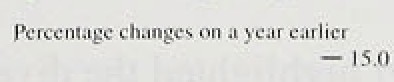 Percentage changes on a year earlier
— 15.0